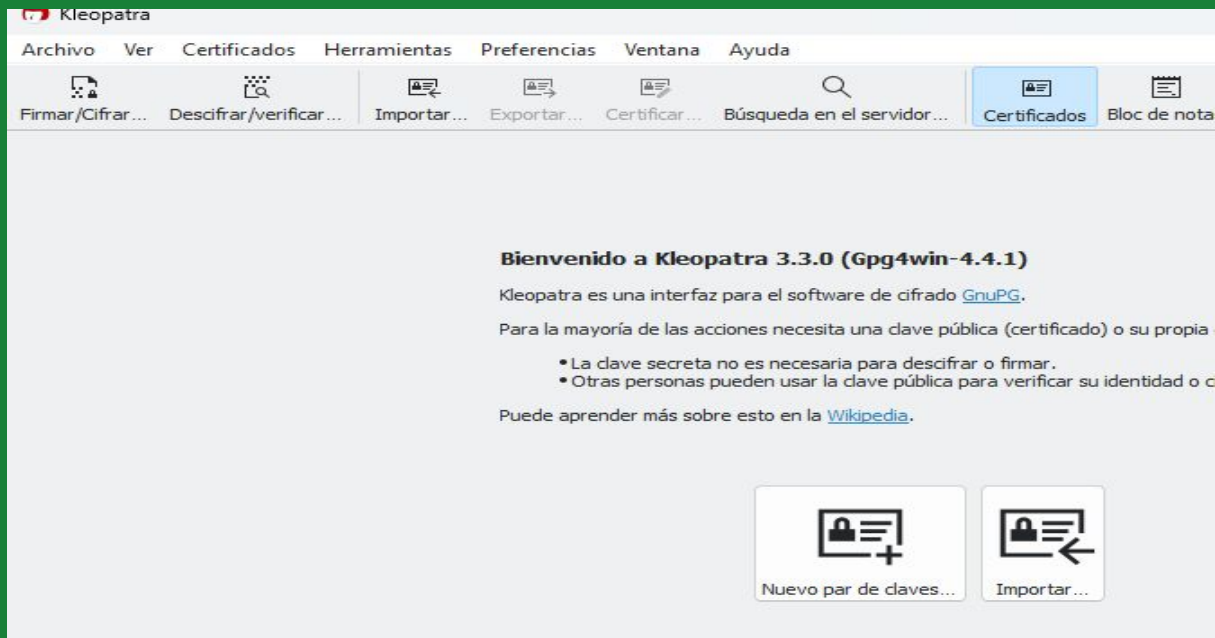 Kleopatra
Archivo Ver Certificados Herramientas Preferencias Ventana Ayuda
Firmar/Cifrar... Descifrar/verificar... Importar... Exportar... Certificar... Búsqueda en el servidor... Certificados Bloc de nota
Bienvenido a Kleopatra 3.3.0 (Gpg4win-4.4.1)
Kleopatra es una interfaz para el software de cifrado GnuPG.
Para la mayoría de las acciones necesita una clave pública (certificado) o su propia
•La clave secreta no es necesaria para descifrar o firmar.
•Otras personas pueden usar la clave pública para verificar su identidad o c
Puede aprender más sobre esto en la Wikipedia.
Nuevo par de claves... Importar...